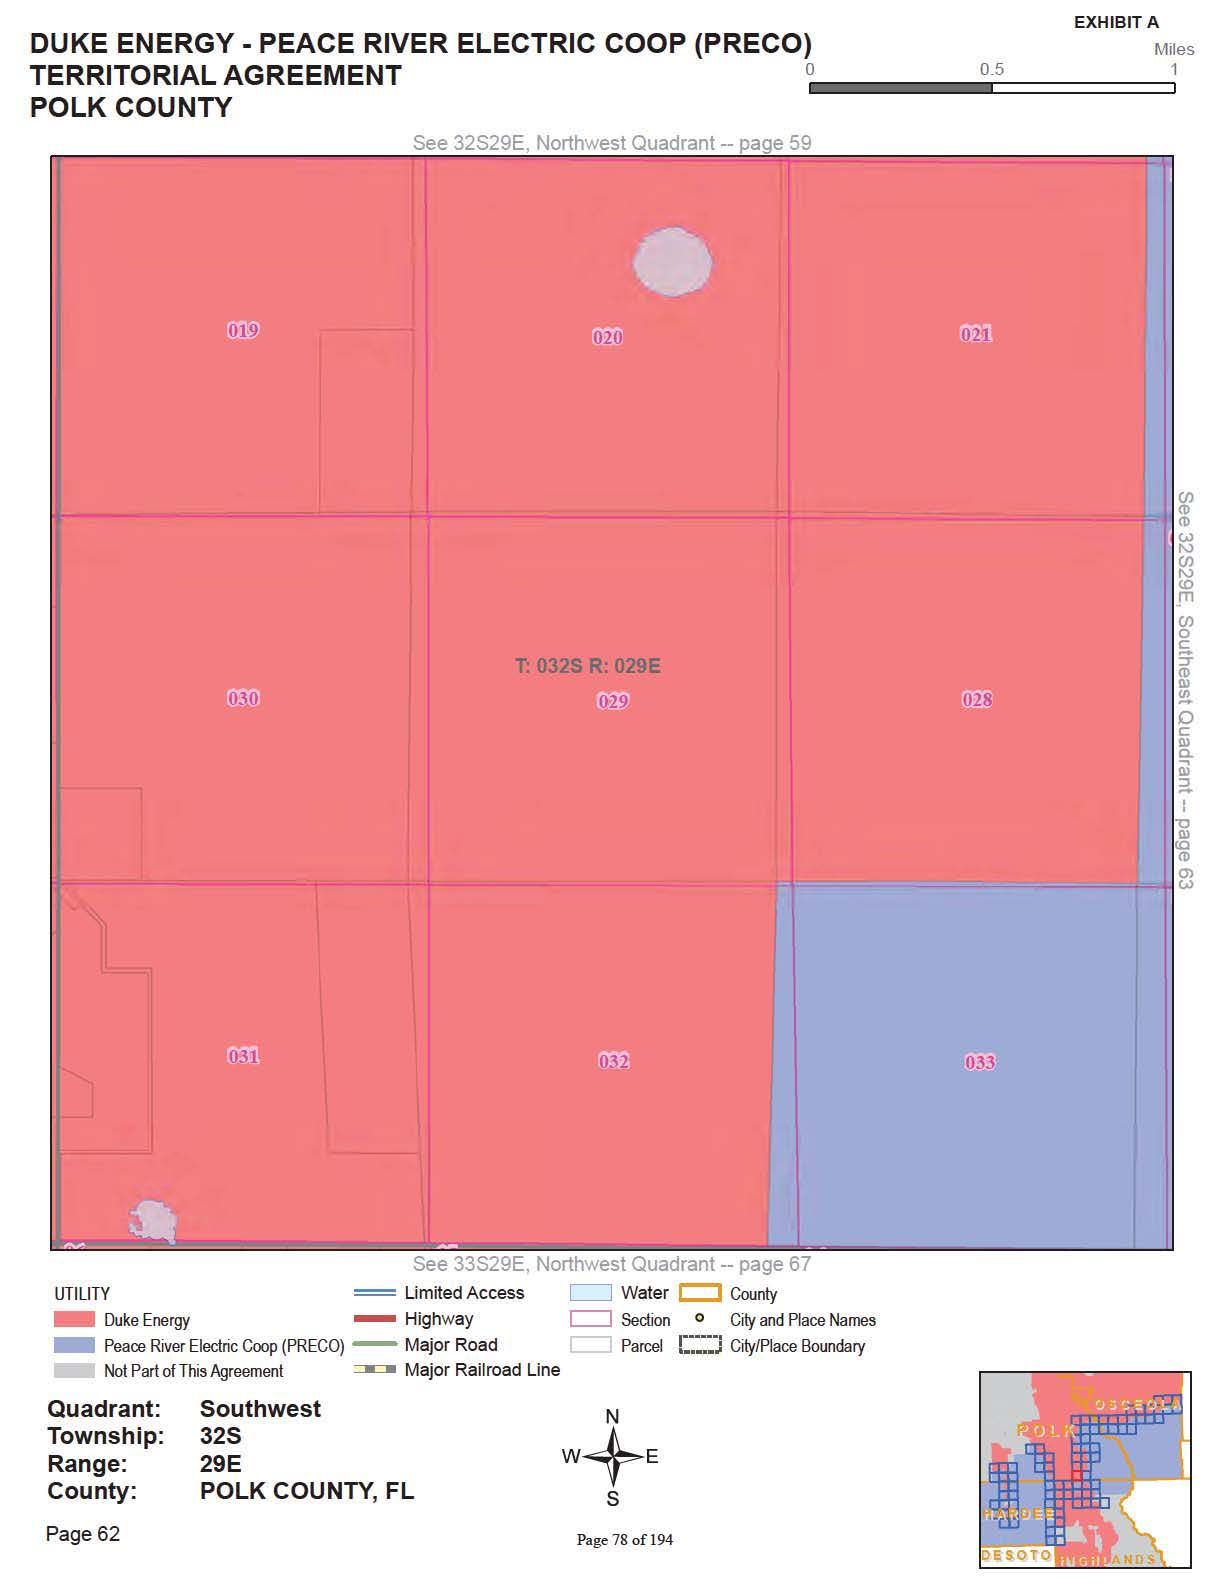 EXHIBIT A
DUKE ENERGY - PEACE RIVER ELECTRIC COOP (PRECO)
TERRITORIAL AGREEMENT
POLK COUNTY
Miles
0 0.5 1
See 32S29E, Northwest Quadrant -- page 59
019
020
021
See 32S29E, Southeast Quadrant -- page 63
T: 032S R: 029E
030
029
028
031
032
033
See 33S29E, Northwest Quadrant -- page 67
UTILITY
Duke Energy
Peace River Electric Coop (PRECO)
Not Part of This Agreement
Limited Access
Highway
Major Road
Major Railroad Line
Water
Section
Parcel
County
City and Place Names
City/Place Boundary
Quadrant: Southwest
Township: 32S
Range: 29E
County: POLK COUNTY, FL
Page 62
N
W E
S
Page 78 of 194
OSCEOLA
POLK
HARDEE
DESOTO
HIGHLANDS